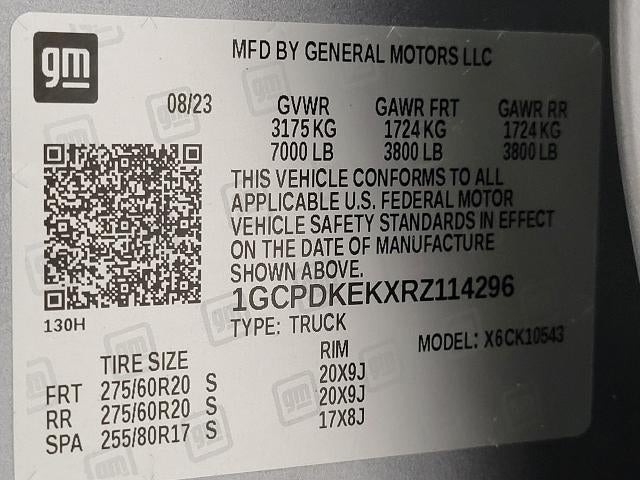 gm
MFD BY GENERAL MOTORS LLC
08/23 GVWR GAWR FRT GAWR RR
3175 KG 1724 KG 1724 KG
7000 LB 3800 LB 3800 LB
THIS VEHICLE CONFORMS TO ALL
APPLICABLE U.S. FEDERAL MOTOR
VEHICLE SAFETY STANDARDS IN EFFECT
ON THE DATE OF MANUFACTURE
SHOWN ABOVE.
1GCPDKEKXRZ114296
130H
TYPE: TRUCK
MODEL: X6CK10543
TIRE SIZE RIM
FRT 275/60R20 S 20X9J
RR 275/60R20 S 20X9J
SPA 255/80R17 S 17X8J